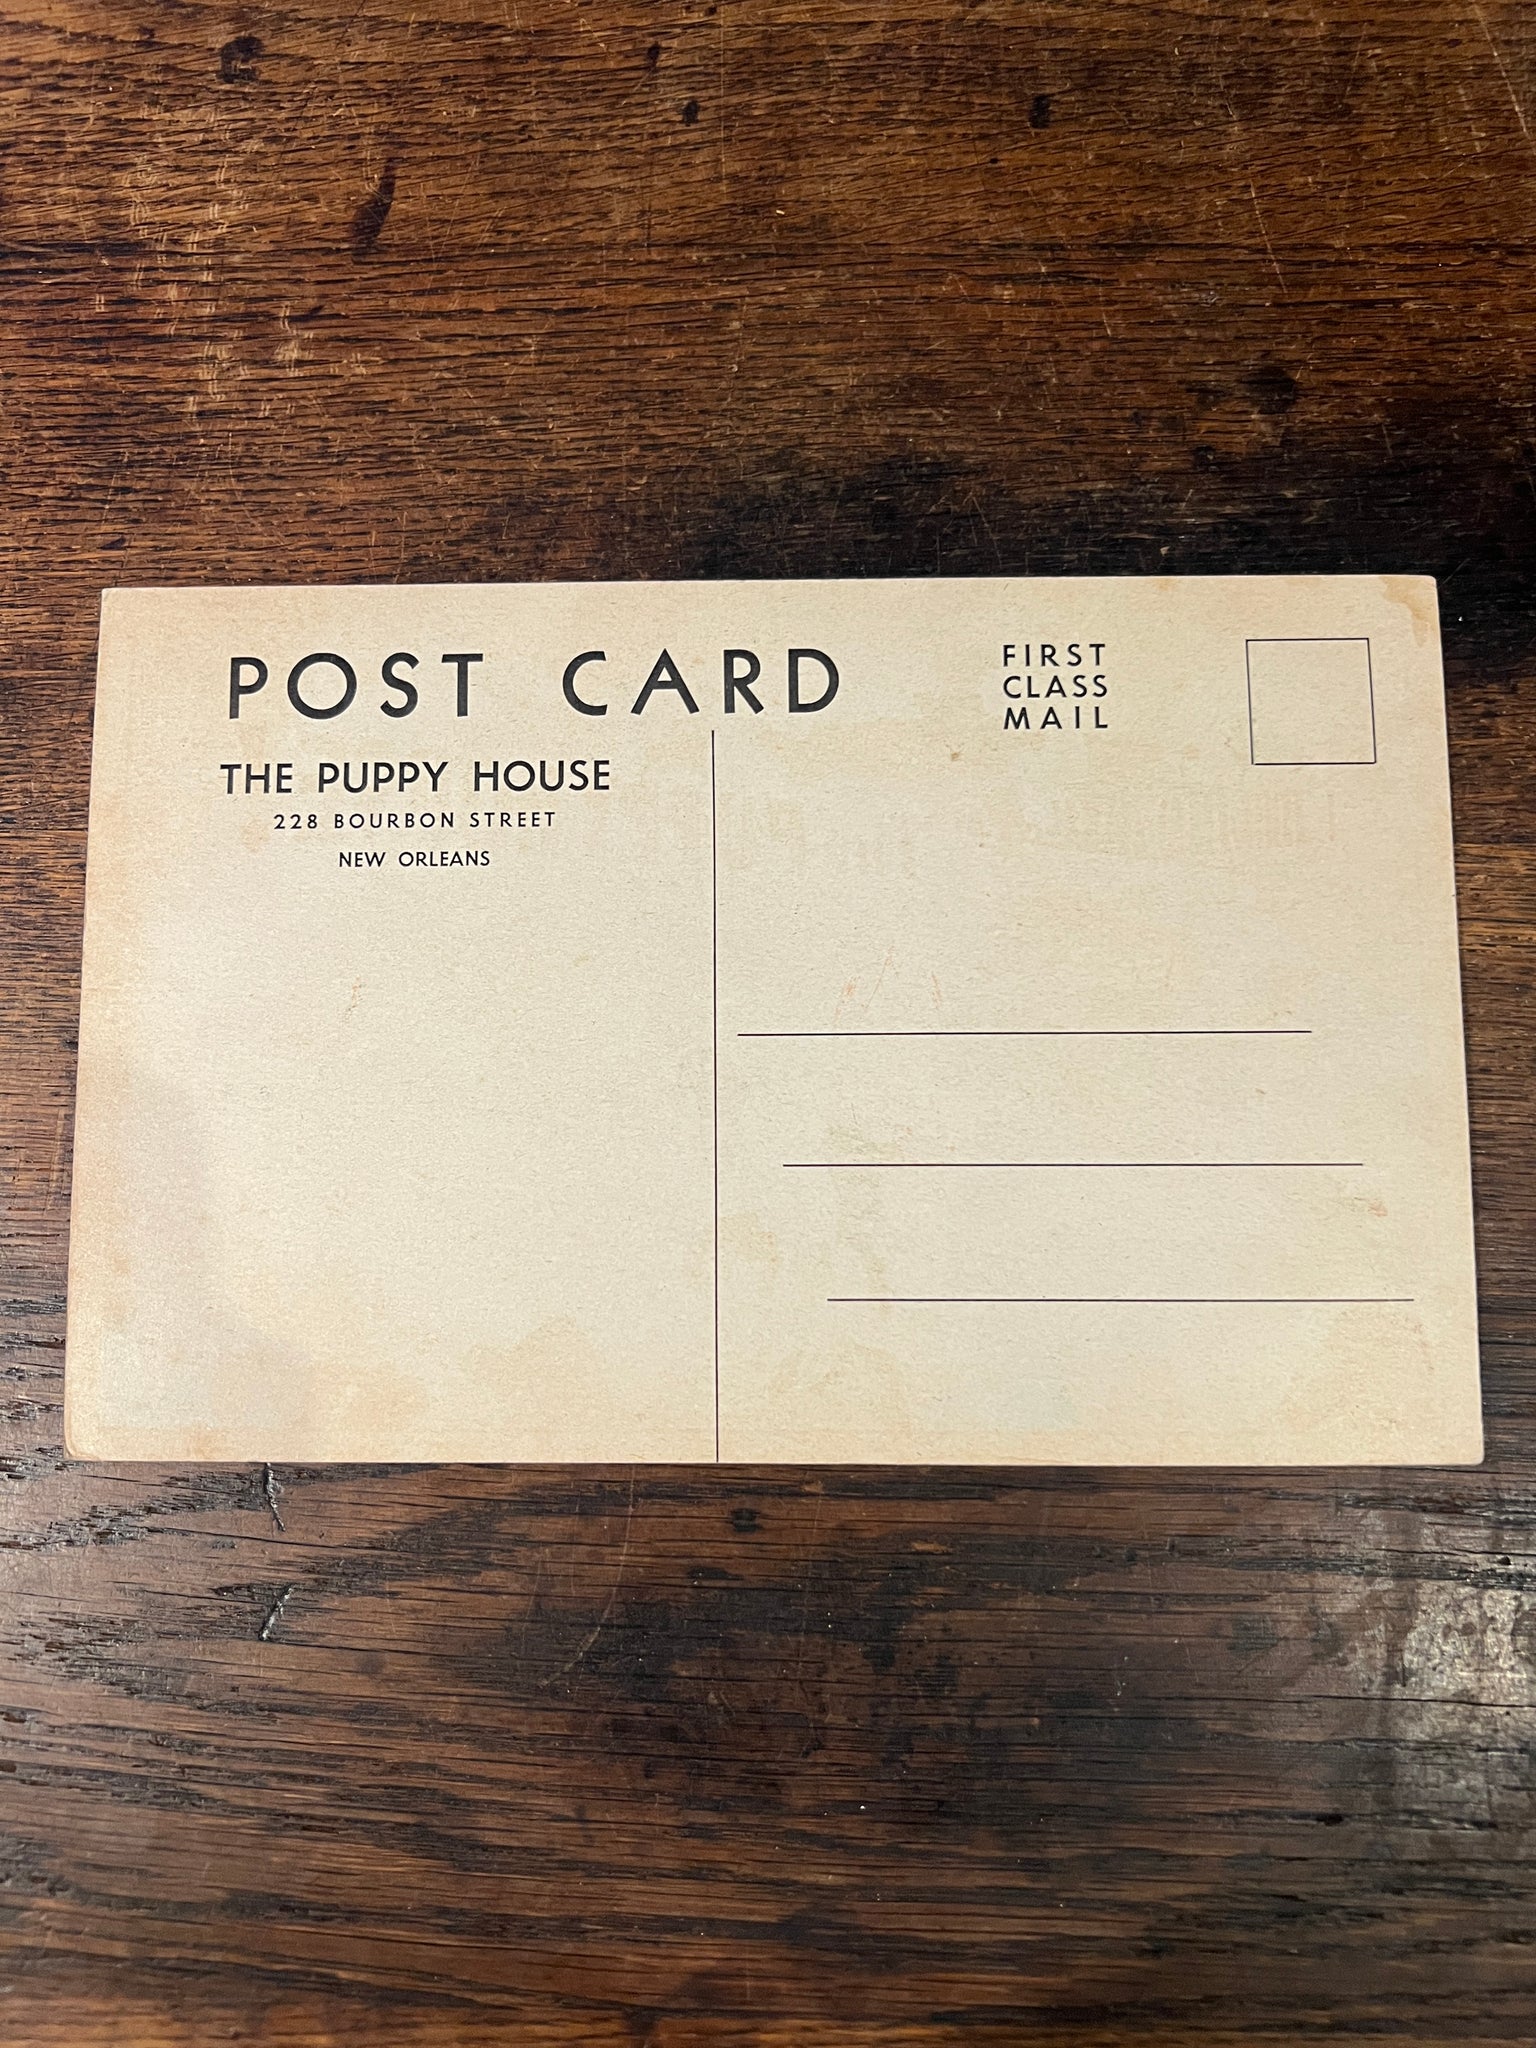 POST CARD
THE PUPPY HOUSE
228 BOURBON STREET
NEW ORLEANS
FIRST
CLASS
MAIL